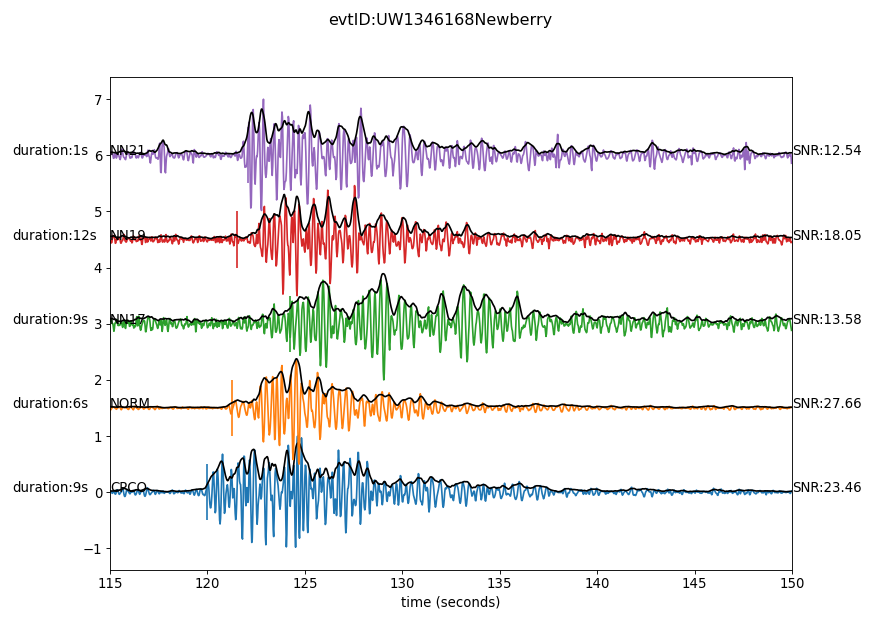 evtID:UW1346168Newberry
7
duration:1s NN21 SNR:12.54
6
5
duration:12s NN19 SNR:18.05
4
duration:9s NN17 SNR:13.58
3
2
duration:6s NORM SNR:27.66
1
duration:9s CPCO SNR:23.46
0
−1
115 120 125 130 135 140 145 150
time (seconds)